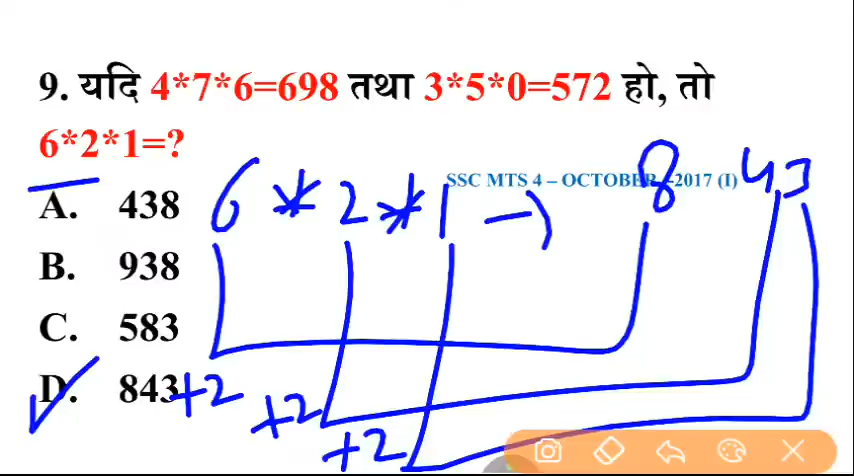 9. यदि 4*7*6=698 तथा 3*5*0=572 हो, तो
6*2*1=?
SSC MTS 4 – OCTOBER –2017 (I)
A. 438
6 * 2 * 1 → 8 4 3
B. 938
C. 583
D. 843
+2
+2
+2